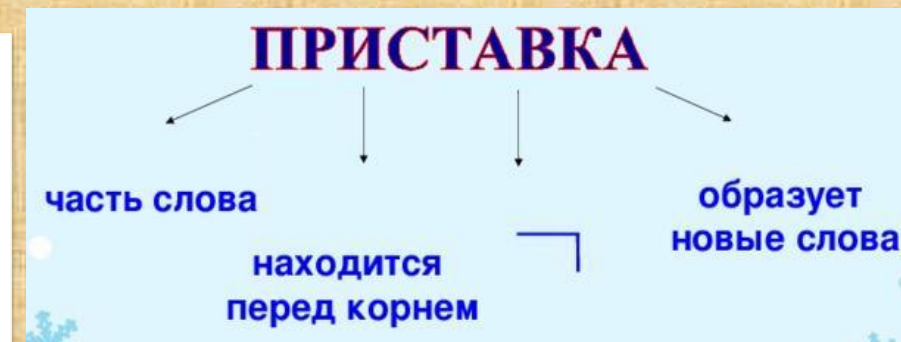 ПРИСТАВКА
часть слова
находится
перед корнем
образует
новые слова